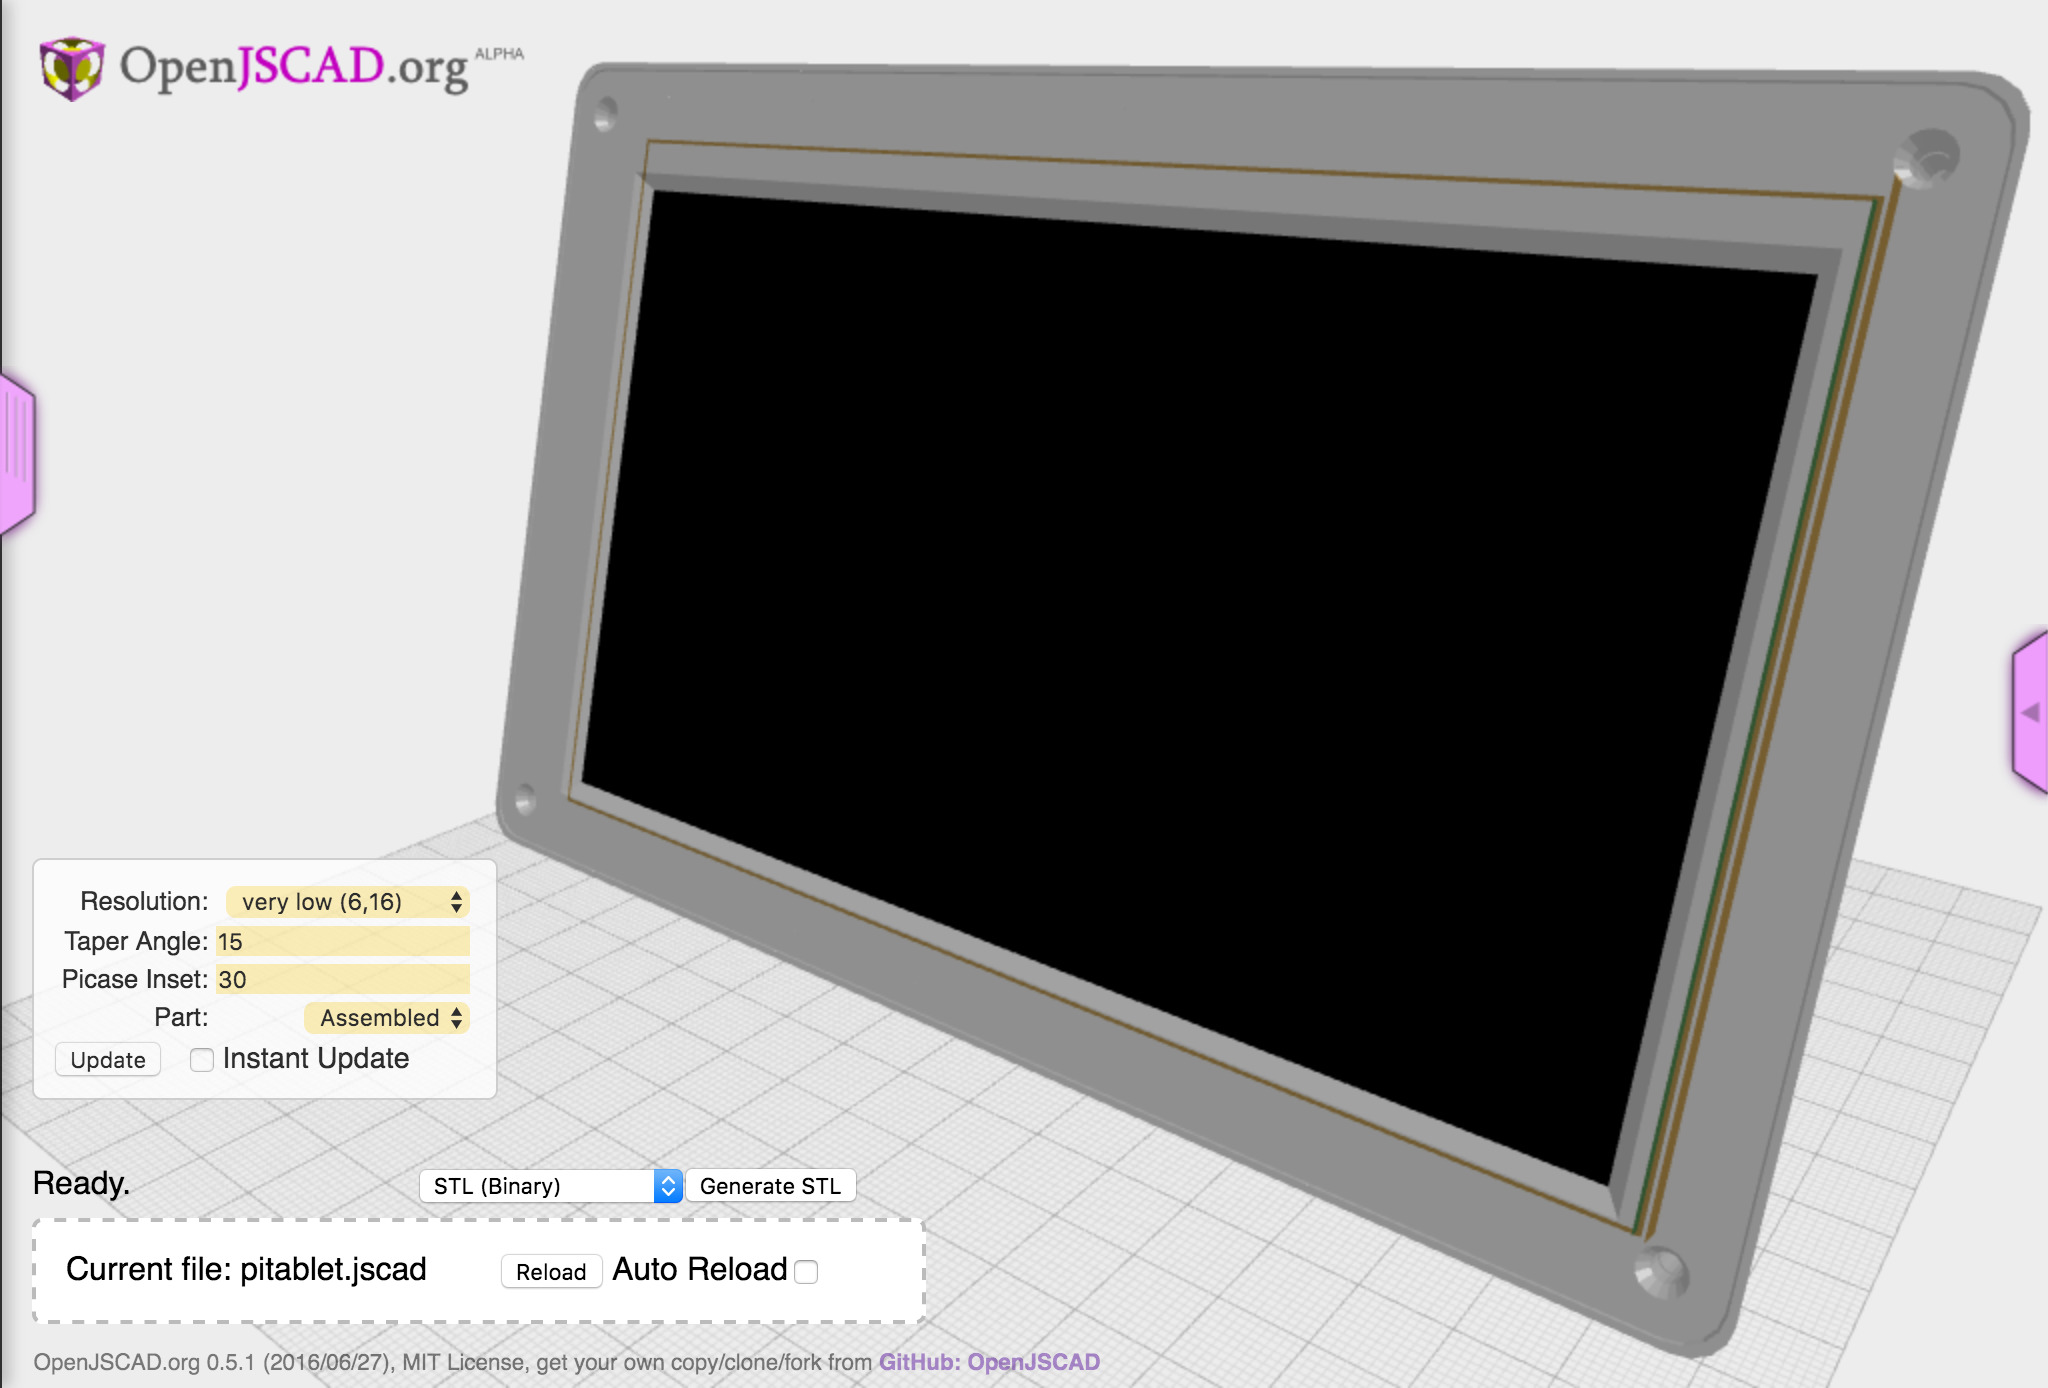 OpenJSCAD.org ALPHA
Resolution: very low (6,16)
Taper Angle: 15
Picase Inset: 30
Part: Assembled
Update Instant Update
Ready. STL (Binary) Generate STL
Current file: pitablet.jscad Reload Auto Reload
OpenJSCAD.org 0.5.1 (2016/06/27), MIT License, get your own copy/clone/fork from GitHub: OpenJSCAD